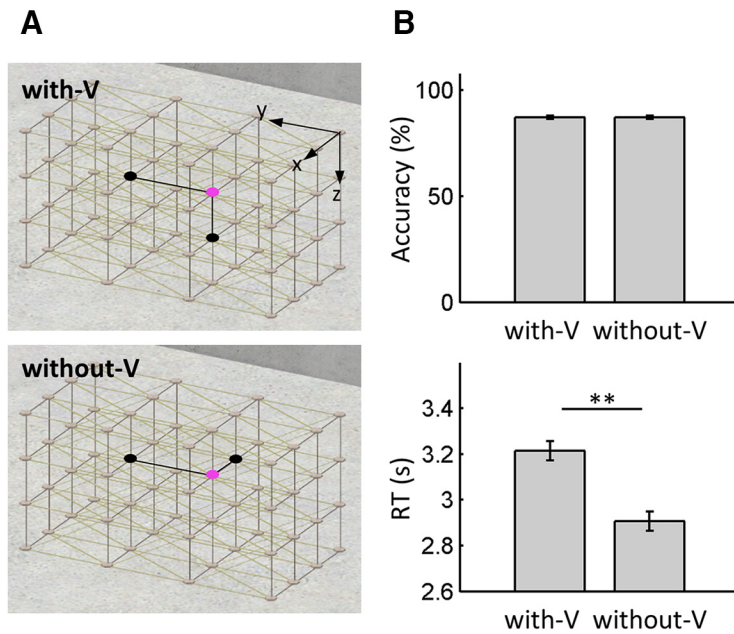 A
with-V
y
x
z
without-V
B
Accuracy (%)
100
50
0
with-V without-V
RT (s)
**
3.4
3.2
3
2.8
2.6
with-V without-V